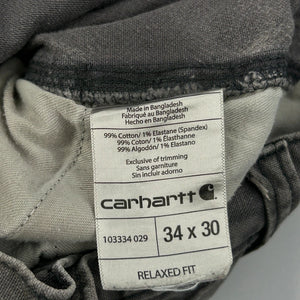 Made in Bangladesh
Fabriqué au Bangladesh
Hecho en Bangladesh
99% Cotton/ 1% Elastane (Spandex)
99% Coton/ 1% Élasthanne
99% Algodón/ 1% Elastano
Exclusive of trimming
Sans garniture
Sin incluir adorno
carhartt
103334 029
34 x 30
RELAXED FIT